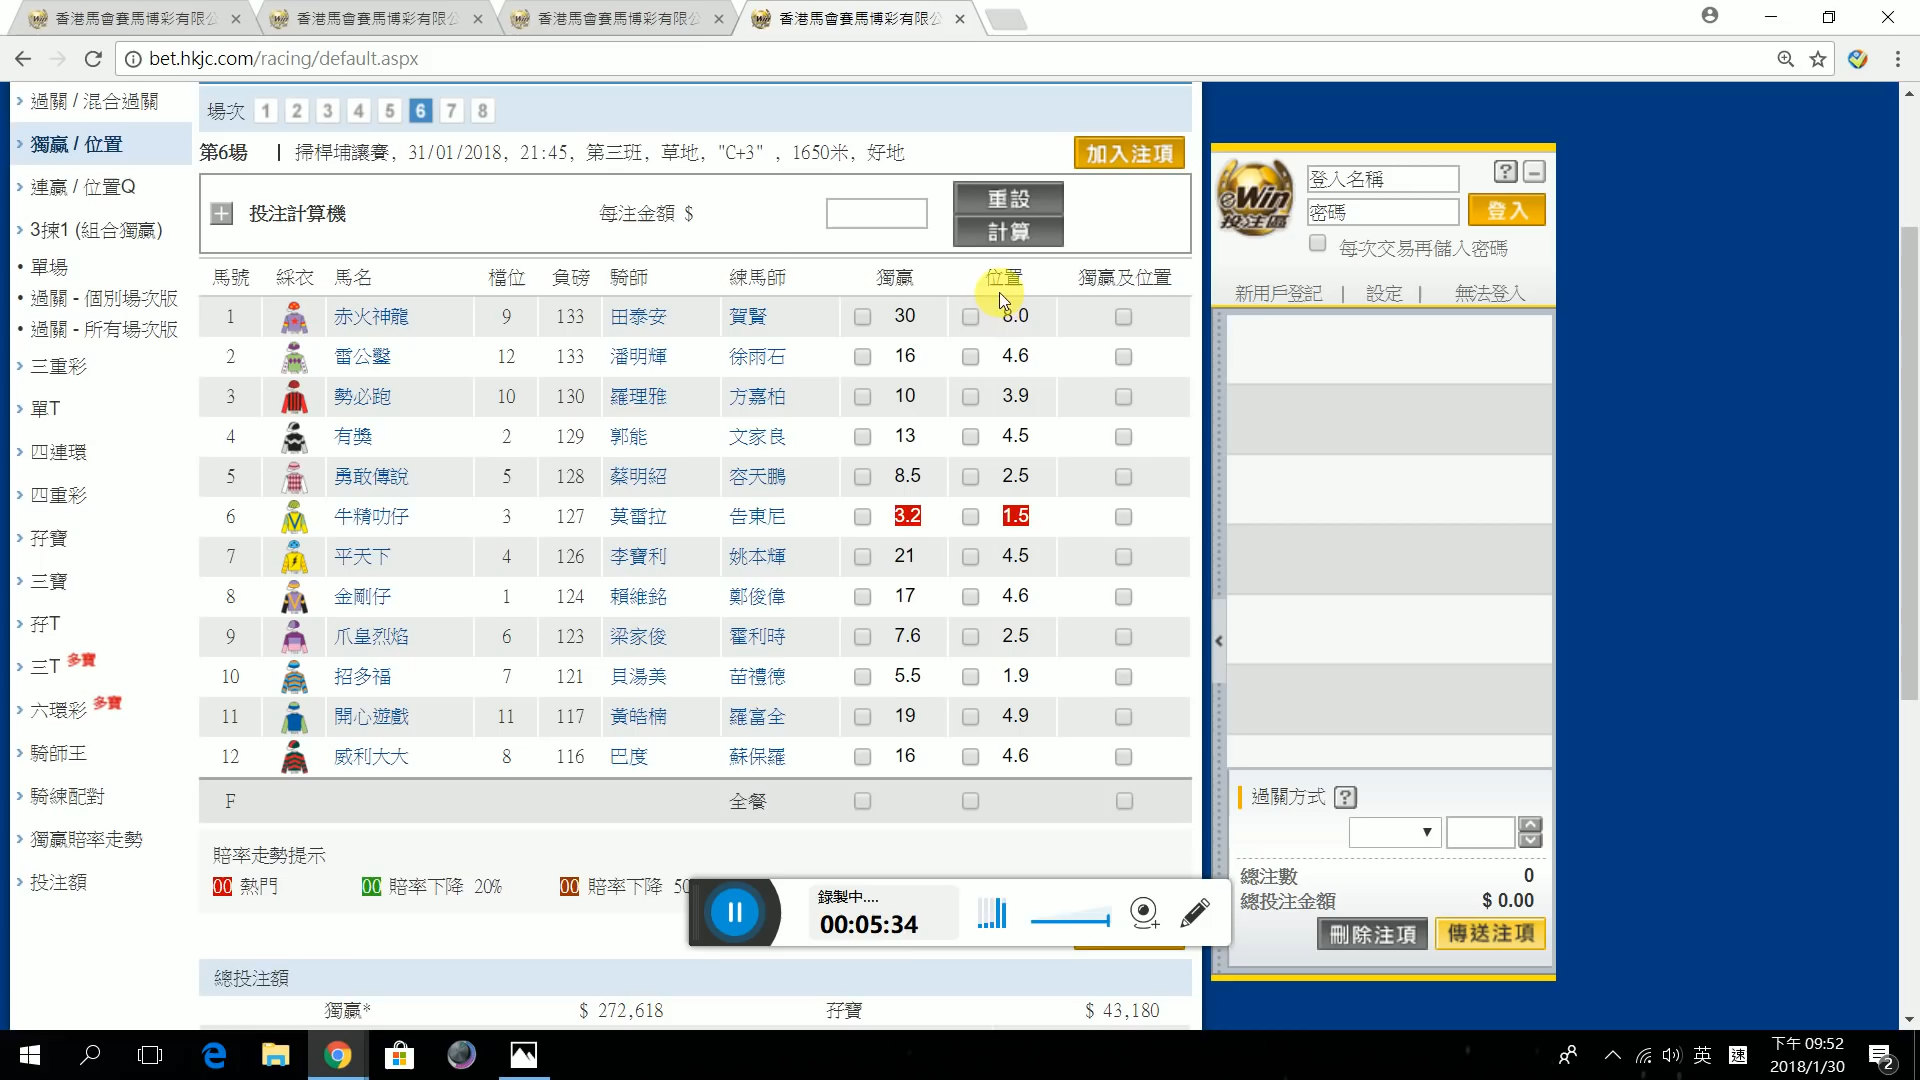 香港馬會賽馬博彩有限公
香港馬會賽馬博彩有限公
香港馬會賽馬博彩有限公
香港馬會賽馬博彩有限公
bet.hkjc.com/racing/default.aspx
過關 / 混合過關
獨贏 / 位置
連贏 / 位置Q
3揀1 (組合獨贏)
單場
過關 - 個別場次版
過關 - 所有場次版
三重彩
單T
四連環
四重彩
孖寶
三寶
孖T
三T 多寶
六環彩 多寶
騎師王
騎練配對
獨贏賠率走勢
投注額
場次 1 2 3 4 5 6 7 8
第6場 | 掃桿埔讓賽, 31/01/2018, 21:45, 第三班, 草地, "C+3" , 1650米, 好地
加入注項
投注計算機 每注金額 $
重設
計算
馬號 綵衣 馬名 檔位 負磅 騎師 練馬師 獨贏 位置 獨贏及位置
1 赤火神龍 9 133 田泰安 賀賢 30 8.0
2 雷公鑿 12 133 潘明輝 徐雨石 16 4.6
3 勢必跑 10 130 羅理雅 方嘉柏 10 3.9
4 有獎 2 129 郭能 文家良 13 4.5
5 勇敢傳說 5 128 蔡明紹 容天鵬 8.5 2.5
6 牛精叻仔 3 127 莫雷拉 告東尼 3.2 1.5
7 平天下 4 126 李寶利 姚本輝 21 4.5
8 金剛仔 1 124 賴維銘 鄭俊偉 17 4.6
9 爪皇烈焰 6 123 梁家俊 霍利時 7.6 2.5
10 招多福 7 121 貝湯美 苗禮德 5.5 1.9
11 開心遊戲 11 117 黃皓楠 羅富全 19 4.9
12 威利大大 8 116 巴度 蘇保羅 16 4.6
F 全餐
賠率走勢提示
00 熱門 00 賠率下降 20% 00 賠率下降 50
錄製中....
00:05:34
總投注額
獨贏* $ 272,618 孖寶 $ 43,180
eWin
投注區
登入名稱
密碼
登入
每次交易再儲入密碼
新用戶登記 | 設定 | 無法登入
過關方式
總注數 0
總投注金額 $ 0.00
刪除注項 傳送注項
英 速
下午 09:52
2018/1/30
2